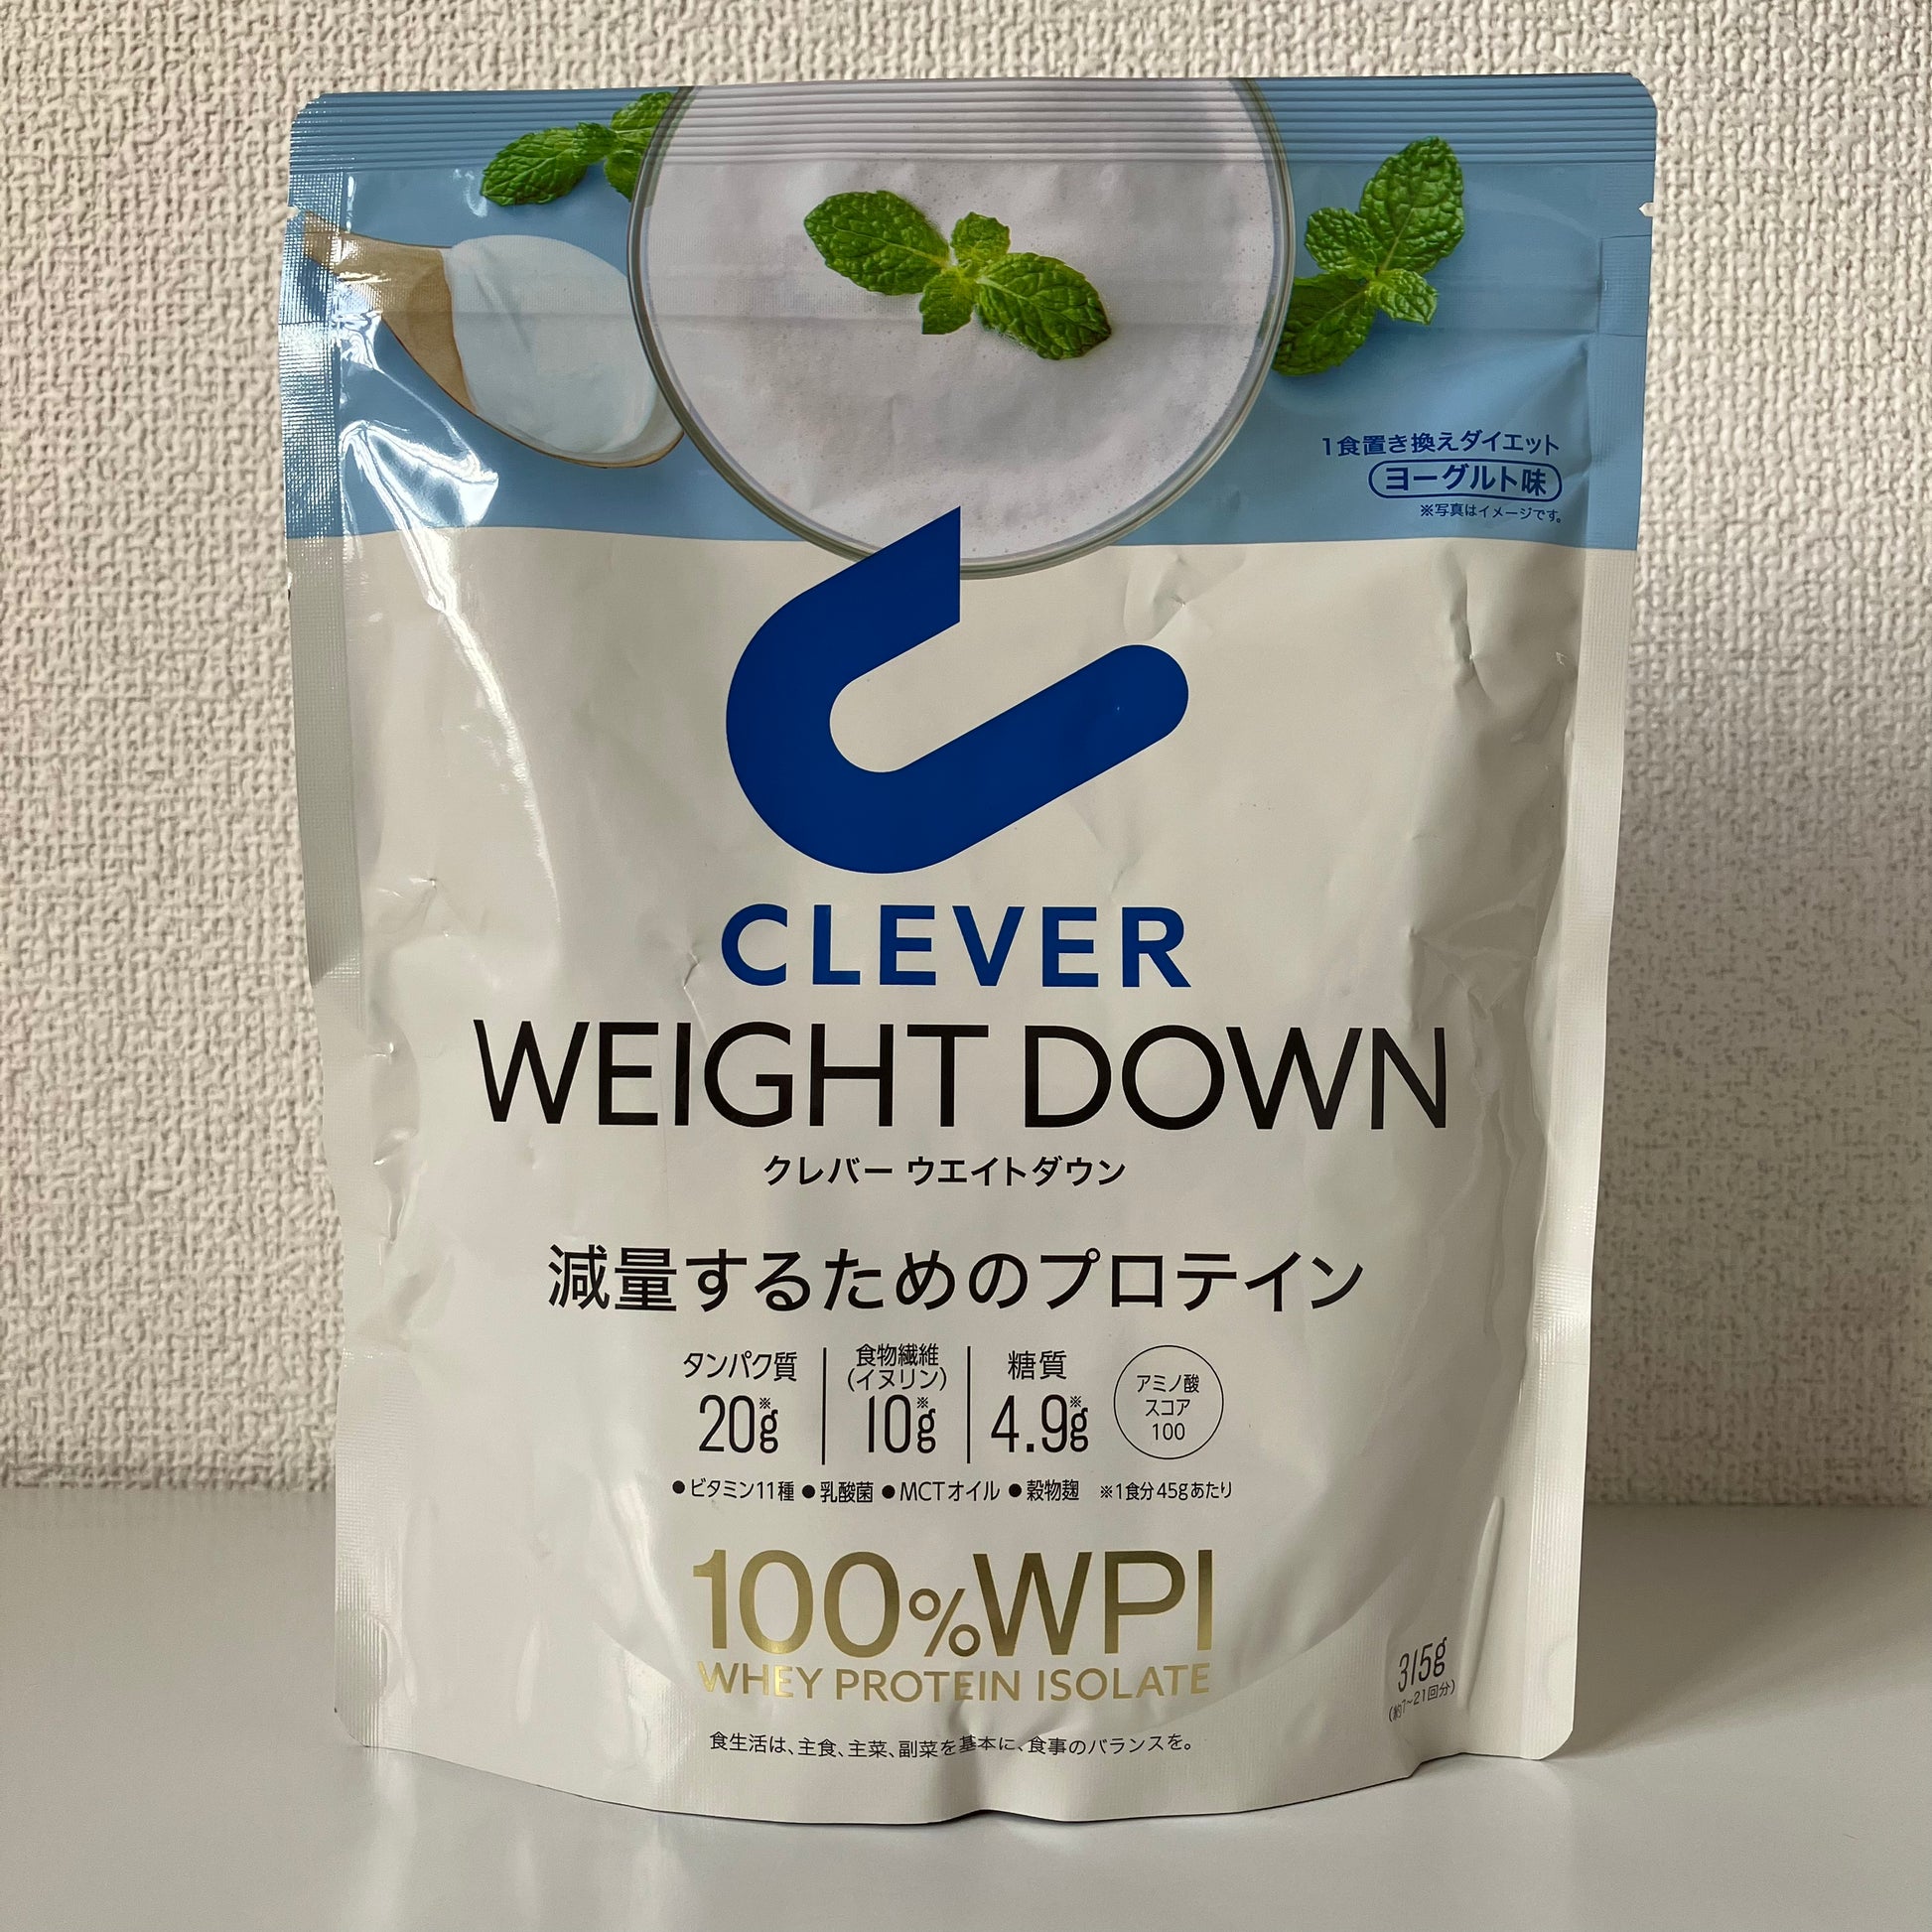 1食置き換えダイエット
ヨーグルト味
※写真はイメージです。
CLEVER
WEIGHT DOWN
クレバー ウエイトダウン
減量するためのプロテイン
タンパク質
20g※
食物繊維
(イヌリン)
10g※
糖質
4.9g※
アミノ酸
スコア
100
●ビタミン11種 ●乳酸菌 ●MCTオイル ●穀物麹 ※1食分45gあたり
100%WPI
WHEY PROTEIN ISOLATE
315g
(約7~21回分)
食生活は、主食、主菜、副菜を基本に、食事のバランスを。